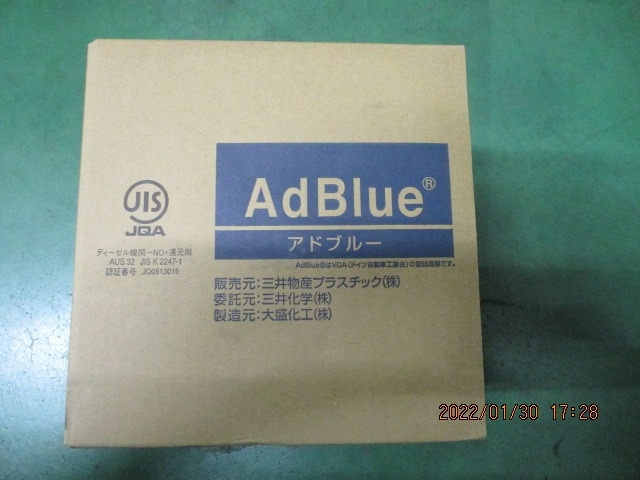 AdBlue®
アドブルー
AdBlue®はVDA(ドイツ自動車工業会)の登録商標です。
JIS
JQA
ディーゼル機関-NOx還元剤
AUS 32 JIS K 2247-1
認証番号 JQ0513015
販売元:三井物産プラスチック(株)
委託元:三井化学(株)
製造元:大盛化工(株)
2022/01/30 17:28